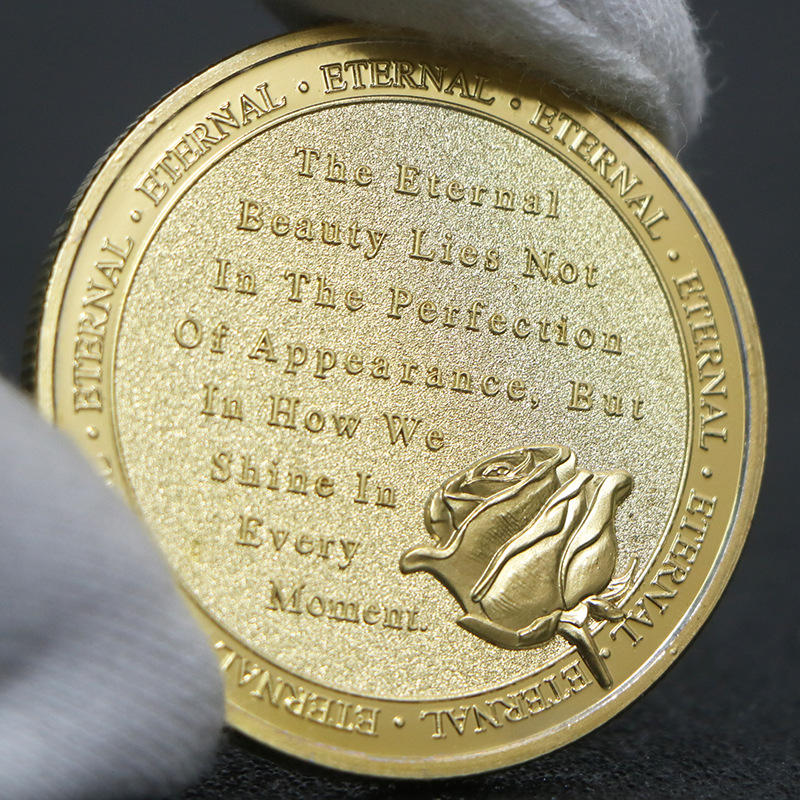 ETERNAL · ETERNAL · ETERNAL · ETERNAL · ETERNAL · ETERNAL · ETERNAL · ETERNAL
The Eternal
Beauty Lies Not
In The Perfection
Of Appearance, But
In How We
Shine In
Every
Moment.